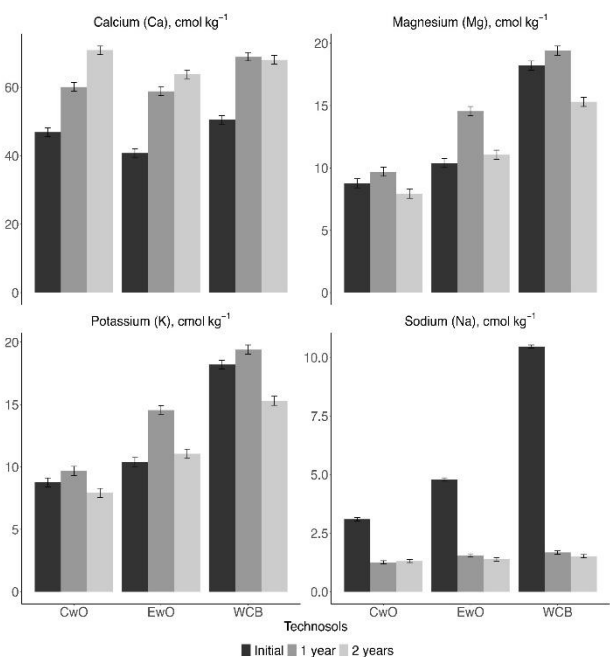 Calcium (Ca), cmol kg⁻¹
60
40
20
0
Magnesium (Mg), cmol kg⁻¹
20
15
10
5
0
Potassium (K), cmol kg⁻¹
20
15
10
5
0
CwO EwO WCB
Sodium (Na), cmol kg⁻¹
10.0
7.5
5.0
2.5
0.0
CwO EwO WCB
Technosols
Initial 1 year 2 years